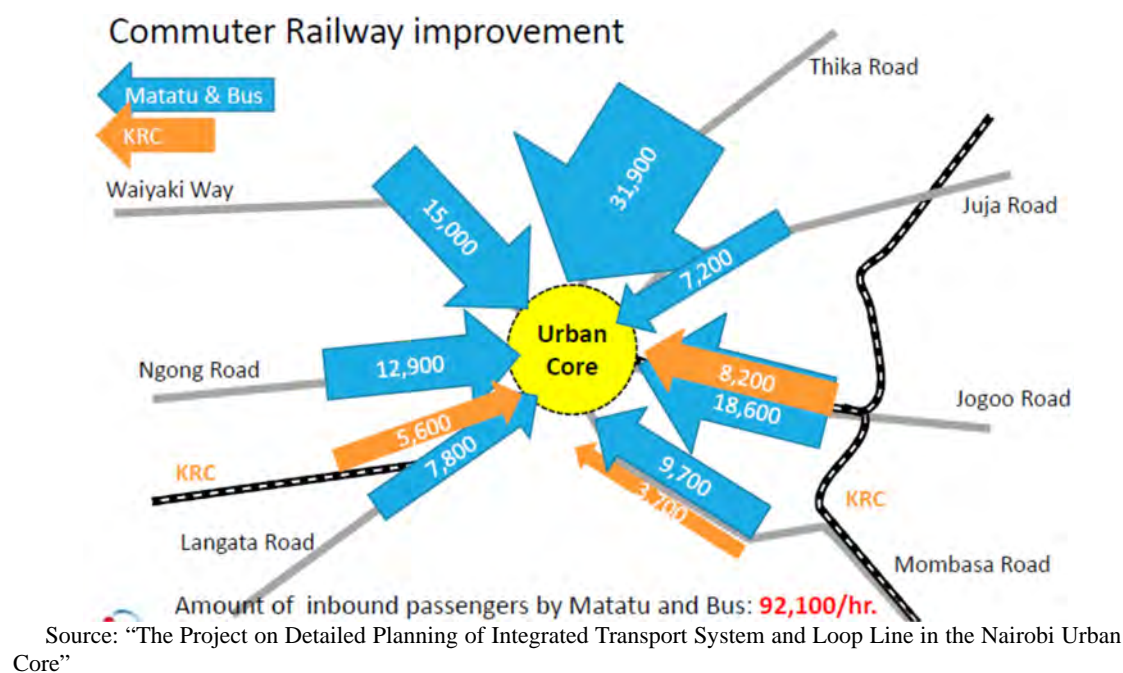 Commuter Railway improvement
Matatu & Bus
KRC
Thika Road
Waiyaki Way
Juja Road
31,900
15,000
7,200
Urban
Core
Ngong Road
12,900
8,200
18,600
Jogoo Road
5,600
7,800
9,700
3,700
KRC
KRC
Langata Road
Mombasa Road
Amount of inbound passengers by Matatu and Bus: 92,100/hr.
Source: “The Project on Detailed Planning of Integrated Transport System and Loop Line in the Nairobi Urban
Core”